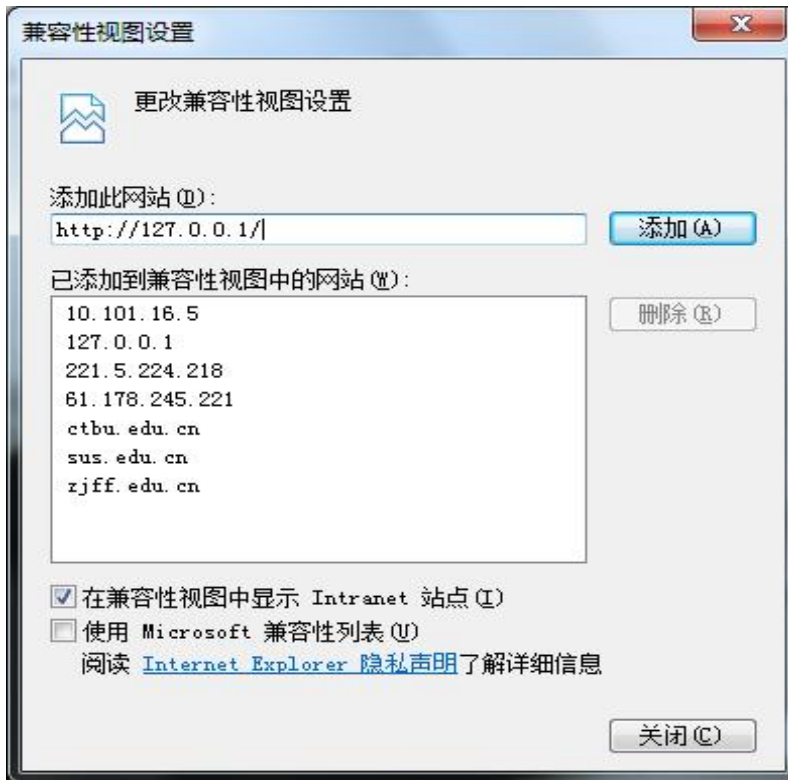 兼容性视图设置
更改兼容性视图设置
添加此网站(D):
http://127.0.0.1/
添加(A)
已添加到兼容性视图中的网站(W):
10.101.16.5
127.0.0.1
221.5.224.218
61.178.245.221
ctbu.edu.cn
sus.edu.cn
zjff.edu.cn
删除(R)
在兼容性视图中显示 Intranet 站点(I)
使用 Microsoft 兼容性列表(U)
阅读 Internet Explorer 隐私声明了解详细信息
关闭(C)